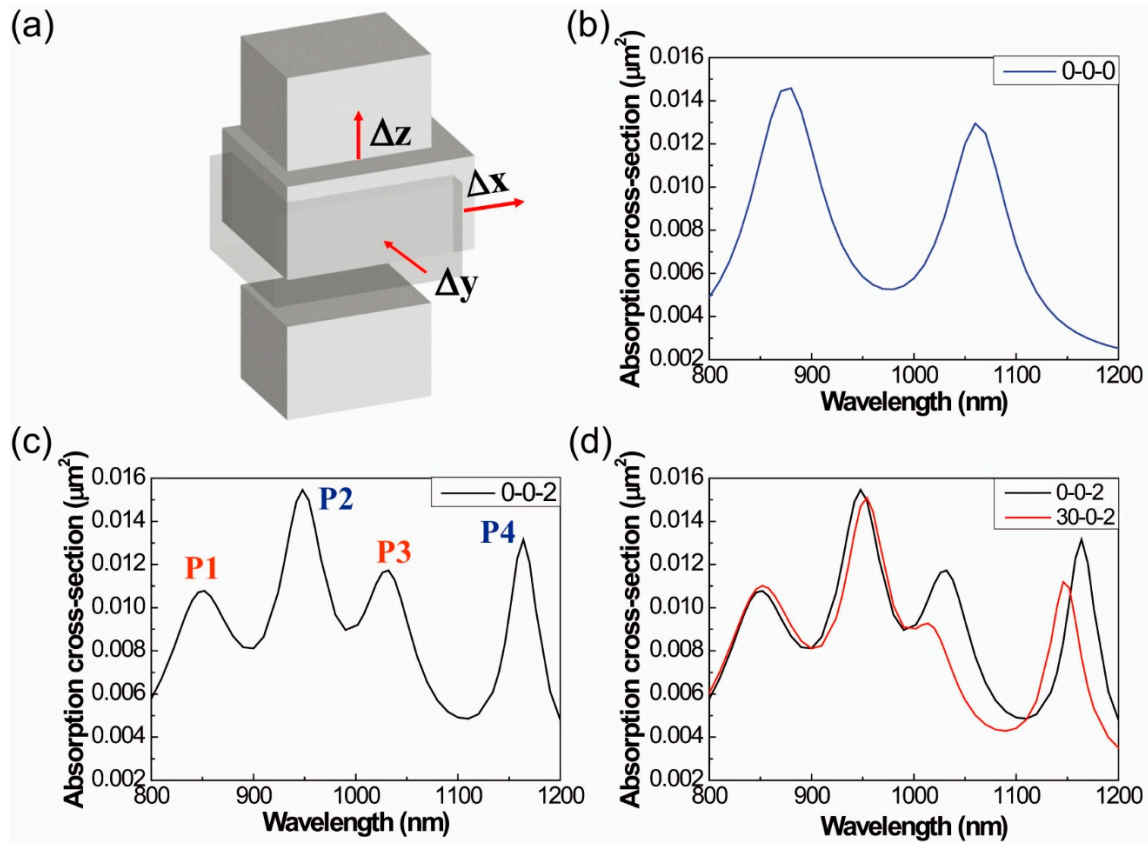 (a)
Δz
Δx
Δy
(b)
Absorption cross-section (μm²)
0.016
0.014
0.012
0.010
0.008
0.006
0.004
0.002
0-0-0
800 900 1000 1100 1200
Wavelength (nm)
(c)
Absorption cross-section (μm²)
0.016
0.014
0.012
0.010
0.008
0.006
0.004
0.002
0-0-2
P1
P2
P3
P4
800 900 1000 1100 1200
Wavelength (nm)
(d)
Absorption cross-section (μm²)
0.016
0.014
0.012
0.010
0.008
0.006
0.004
0.002
0-0-2
30-0-2
800 900 1000 1100 1200
Wavelength (nm)